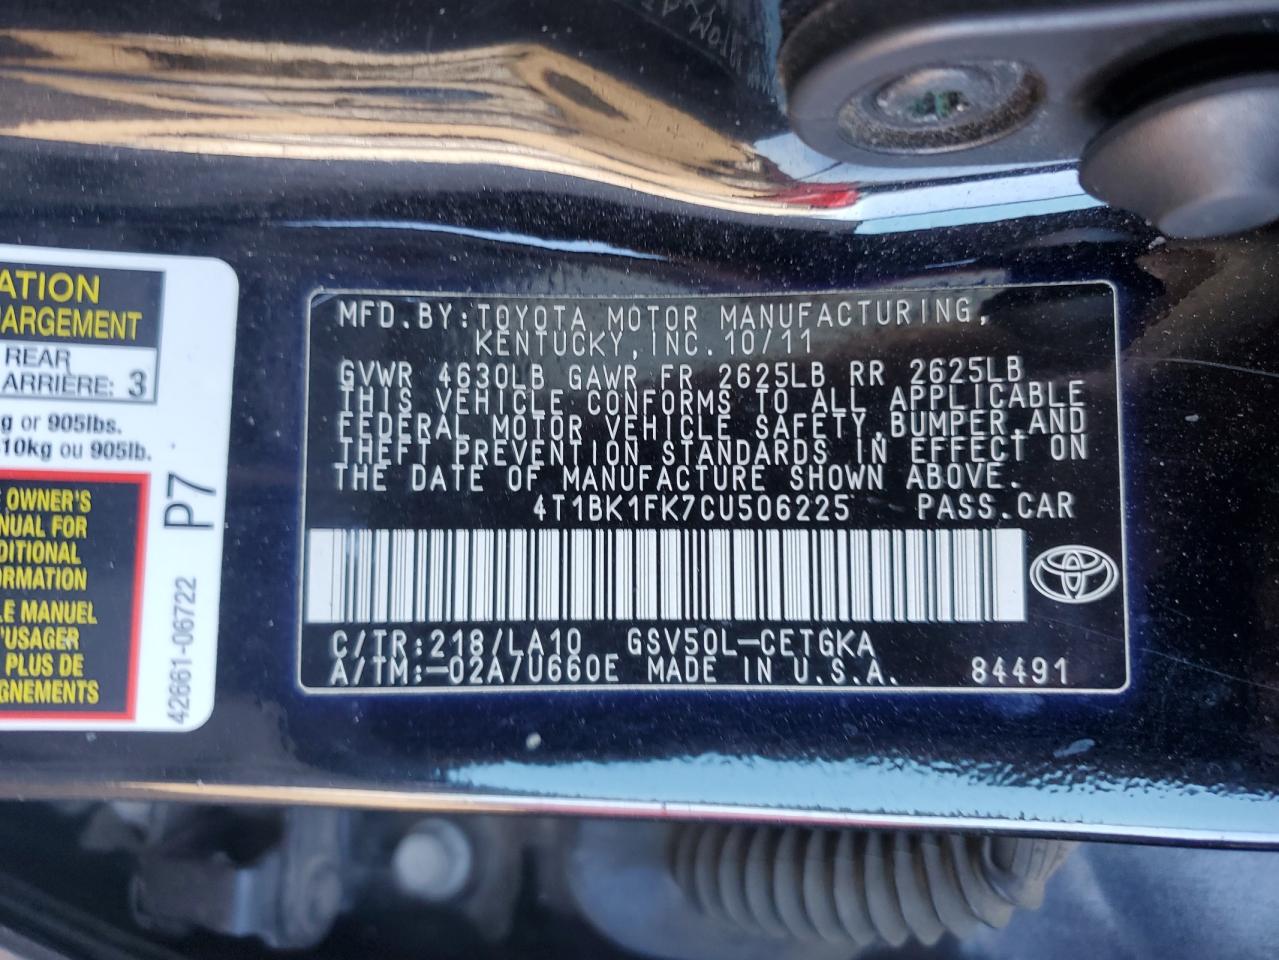 ATION
HARGEMENT
REAR
ARRIÈRE: 3
g or 905lbs.
10kg ou 905lb.
OWNER'S
NUAL FOR
DITIONAL
ORMATION
LE MANUEL
'USAGER
PLUS DE
IGNEMENTS
P7
42661-06722
MFD.BY:TOYOTA MOTOR MANUFACTURING,
KENTUCKY,INC.10/11
GVWR 4630LB GAWR FR 2625LB RR 2625LB
THIS VEHICLE CONFORMS TO ALL APPLICABLE
FEDERAL MOTOR VEHICLE SAFETY,BUMPER,AND
THEFT PREVENTION STANDARDS IN EFFECT ON
THE DATE OF MANUFACTURE SHOWN ABOVE.
4T1BK1FK7CU506225 PASS.CAR
C/TR:218/LA10 GSV50L-CETGKA
A/TM:-02A/U660E MADE IN U.S.A. 84491